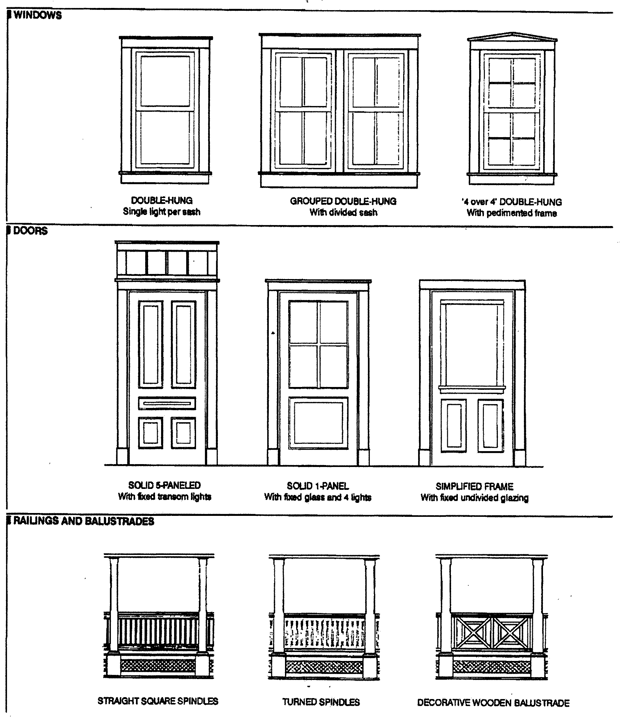 WINDOWS
DOUBLE-HUNG
Single light per sash
GROUPED DOUBLE-HUNG
With divided sash
'4 over 4' DOUBLE-HUNG
With pedimented frame
DOORS
SOLID 5-PANELED
With fixed transom lights
SOLID 1-PANEL
With fixed glass and 4 lights
SIMPLIFIED FRAME
With fixed undivided glazing
RAILINGS AND BALUSTRADES
STRAIGHT SQUARE SPINDLES
TURNED SPINDLES
DECORATIVE WOODEN BALUSTRADE